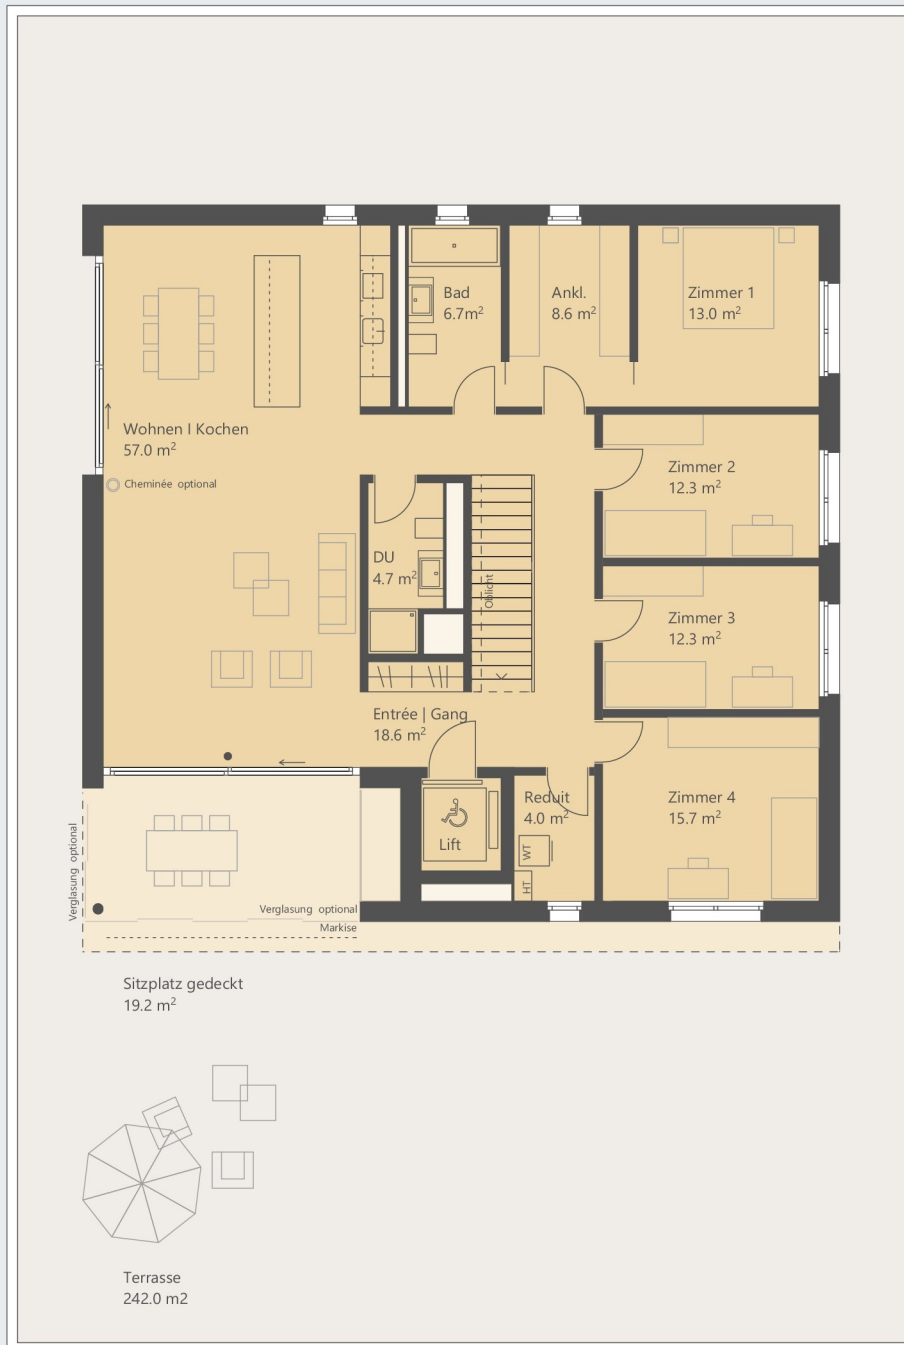 Bad
6.7m²
Ankl.
8.6 m²
Zimmer 1
13.0 m²
Wohnen I Kochen
57.0 m²
Cheminée optional
Zimmer 2
12.3 m²
DU
4.7 m²
Oblicht
Zimmer 3
12.3 m²
Entrée | Gang
18.6 m²
Lift
Reduit
4.0 m²
WT
HT
Zimmer 4
15.7 m²
Verglasung optional
Verglasung optional
Markise
Sitzplatz gedeckt
19.2 m²
Terrasse
242.0 m2